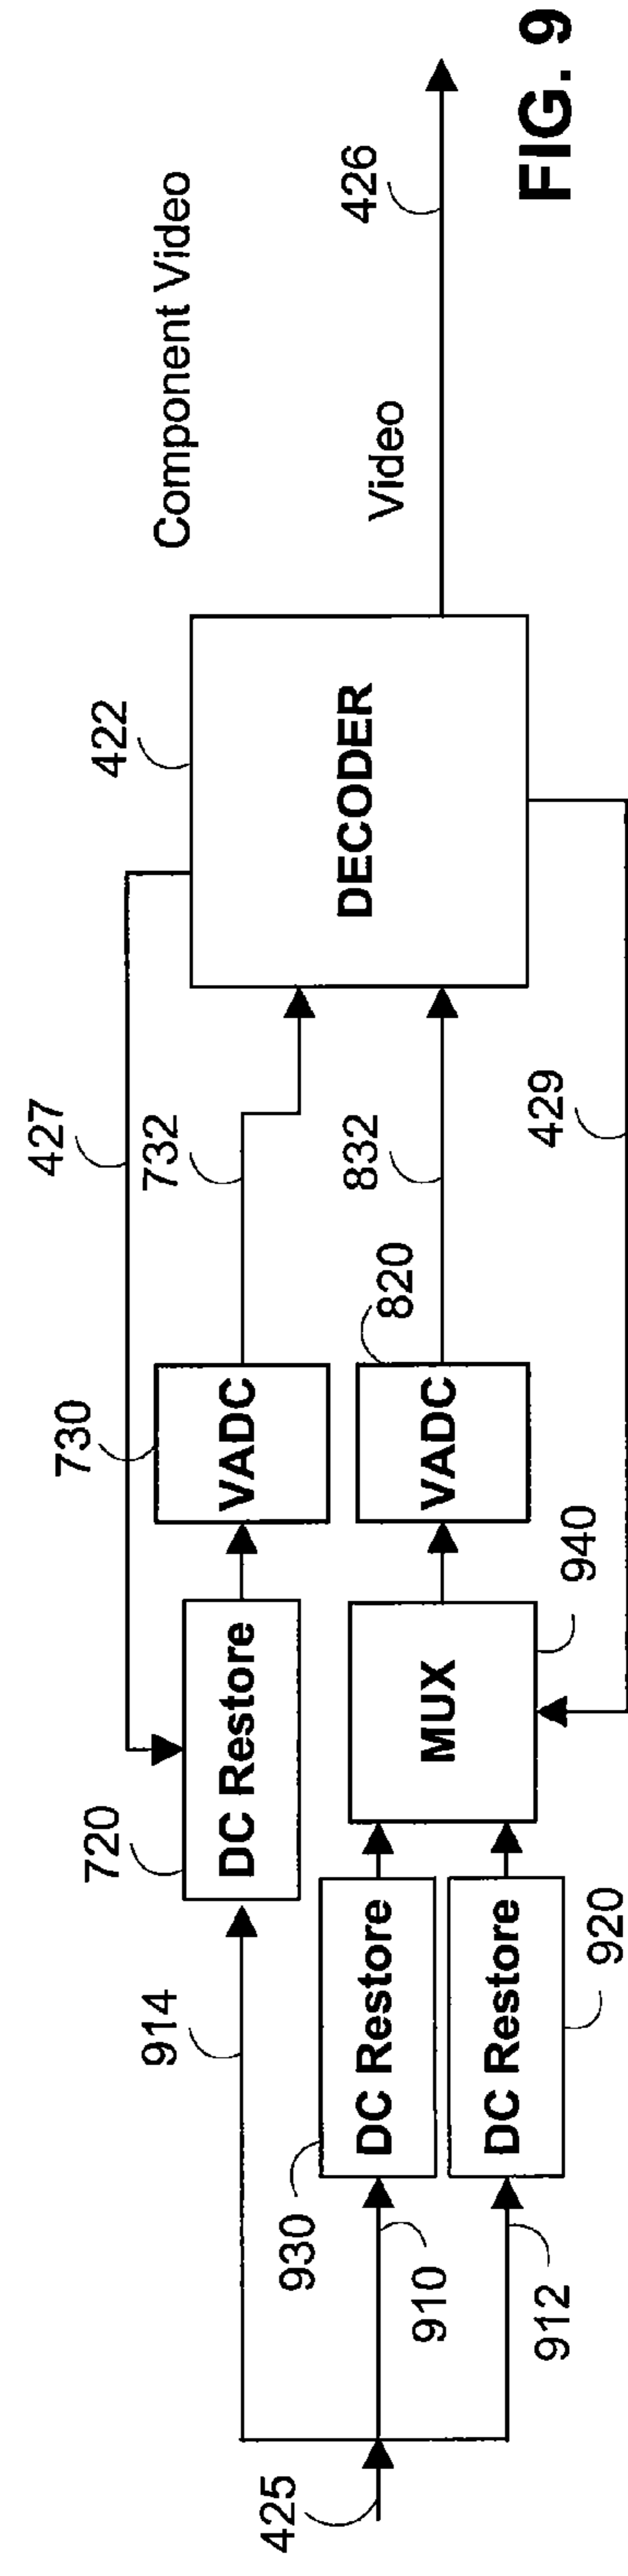 Component Video
427
422
730
732
720
DECODER
VADC
DC Restore
914
Video
426
832
820
VADC
MUX
930
DC Restore
910
425
DC Restore
429
940
920
912
FIG. 9